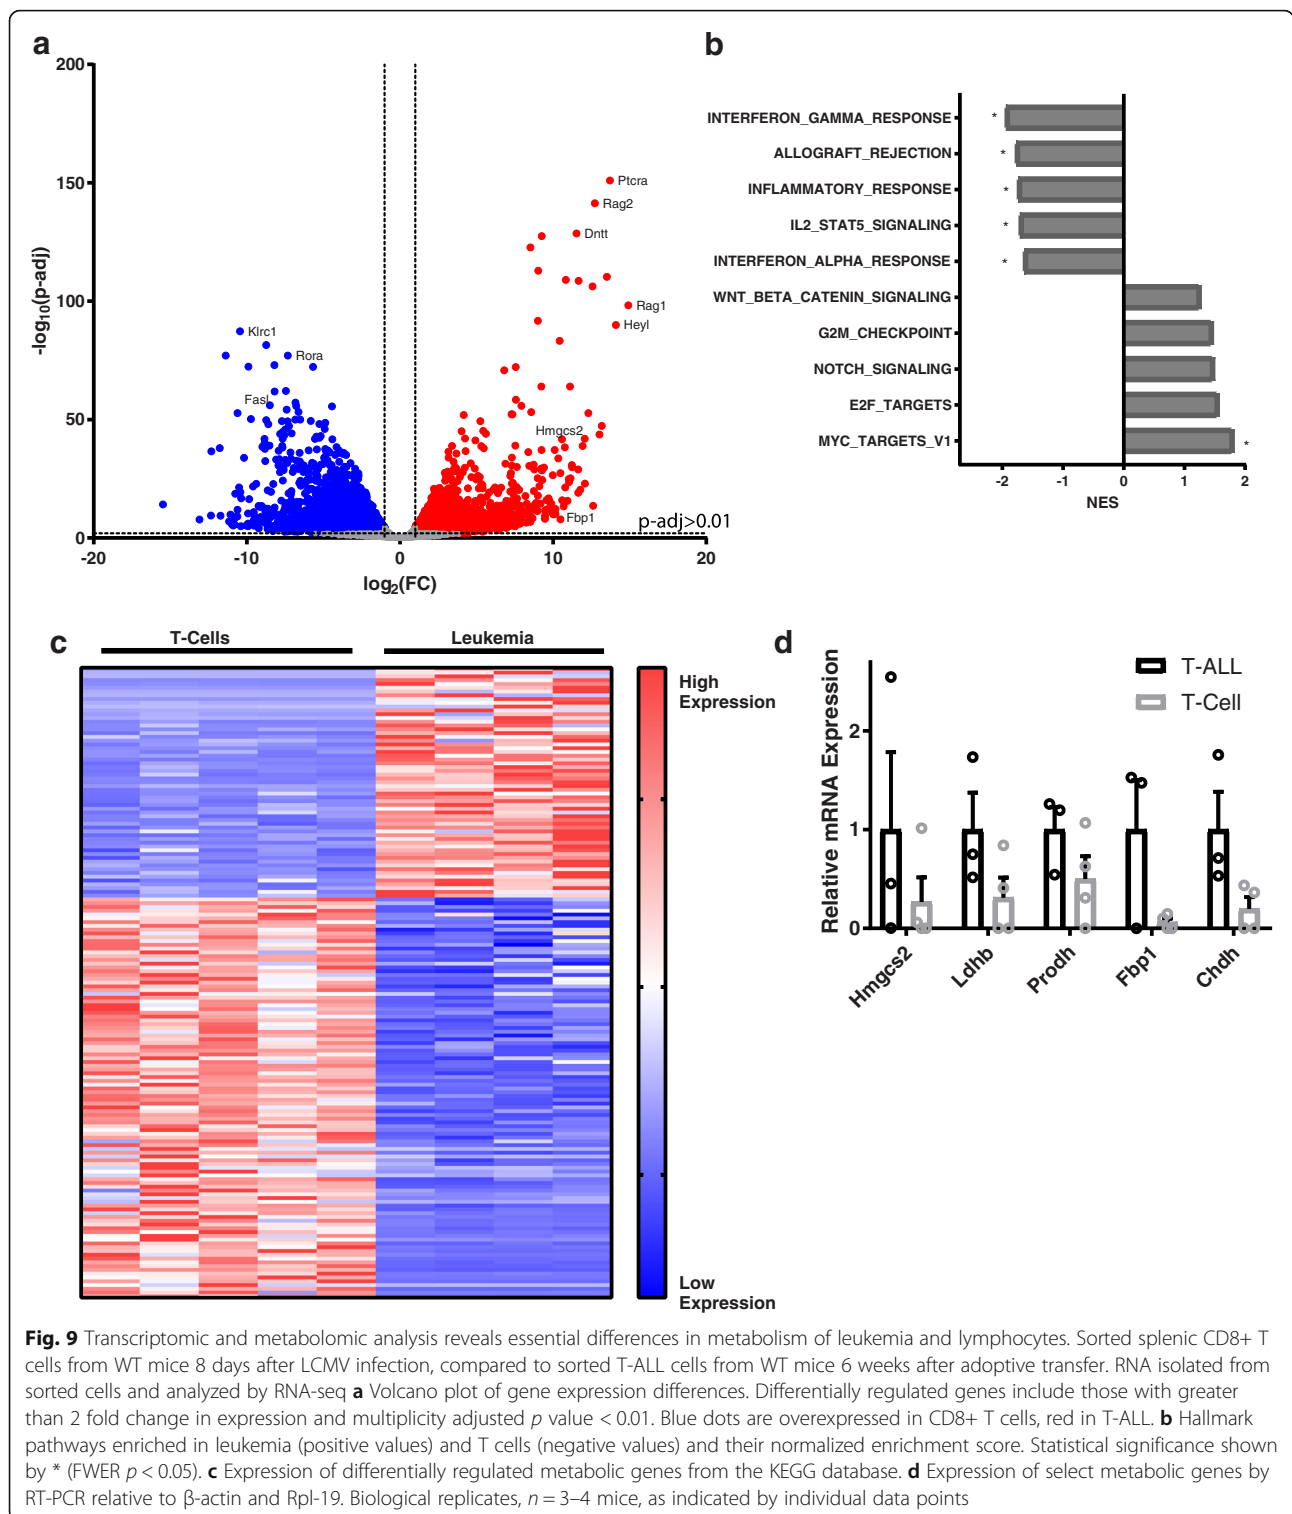 a
200
150
100
50
0
-20
-10
0
10
20
-log10(p-adj)
log2(FC)
Ptcra
Rag2
Dntt
Rag1
Heyl
Klrc1
Rora
Fasl
Hmgcs2
Fbp1
p-adj>0.01
b
INTERFERON_GAMMA_RESPONSE
*
ALLOGRAFT_REJECTION
*
INFLAMMATORY_RESPONSE
*
IL2_STAT5_SIGNALING
*
INTERFERON_ALPHA_RESPONSE
*
WNT_BETA_CATENIN_SIGNALING
G2M_CHECKPOINT
NOTCH_SIGNALING
E2F_TARGETS
MYC_TARGETS_V1
*
-2
-1
0
1
2
NES
c
T-Cells
Leukemia
High
Expression
Low
Expression
d
T-ALL
T-Cell
Relative mRNA Expression
2
1
0
Hmgcs2
Ldhb
Prodh
Fbp1
Chdh
Fig. 9 Transcriptomic and metabolomic analysis reveals essential differences in metabolism of leukemia and lymphocytes. Sorted splenic CD8+ T
cells from WT mice 8 days after LCMV infection, compared to sorted T-ALL cells from WT mice 6 weeks after adoptive transfer. RNA isolated from
sorted cells and analyzed by RNA-seq a Volcano plot of gene expression differences. Differentially regulated genes include those with greater
than 2 fold change in expression and multiplicity adjusted p value < 0.01. Blue dots are overexpressed in CD8+ T cells, red in T-ALL. b Hallmark
pathways enriched in leukemia (positive values) and T cells (negative values) and their normalized enrichment score. Statistical significance shown
by * (FWER p < 0.05). c Expression of differentially regulated metabolic genes from the KEGG database. d Expression of select metabolic genes by
RT-PCR relative to β-actin and Rpl-19. Biological replicates, n = 3–4 mice, as indicated by individual data points